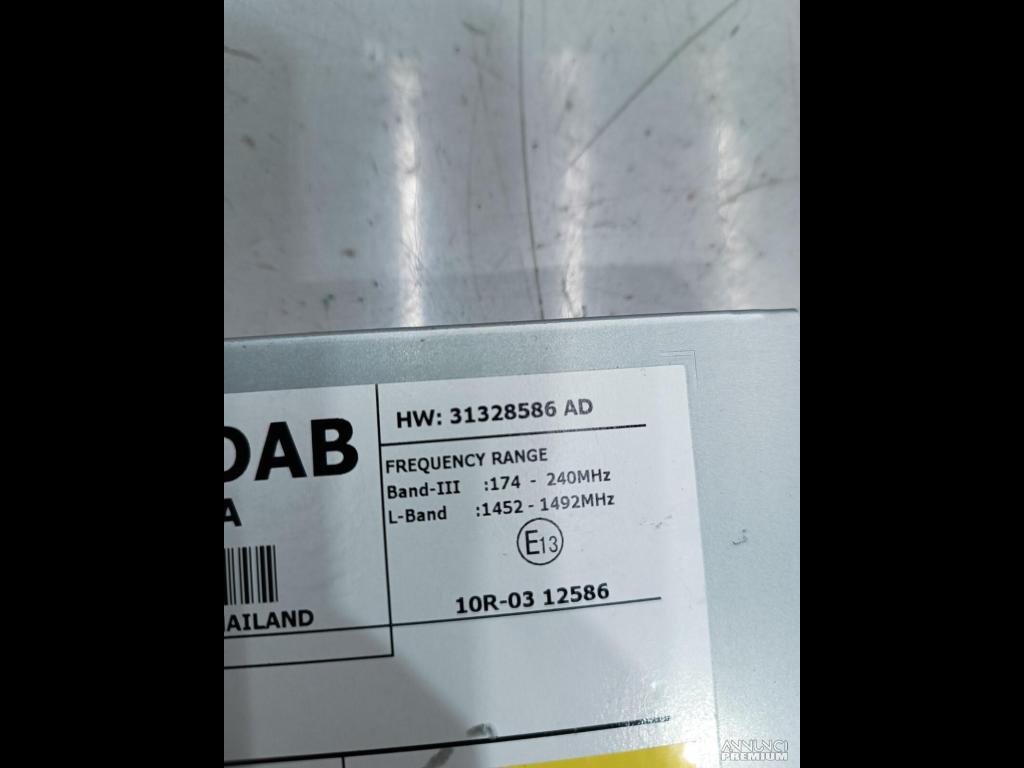 HW: 31328586 AD
DAB
FREQUENCY RANGE
Band-III :174 - 240MHz
L-Band :1452 - 1492MHz
A
E13
10R-03 12586
AILAND
ANNUNCI
PREMIUM